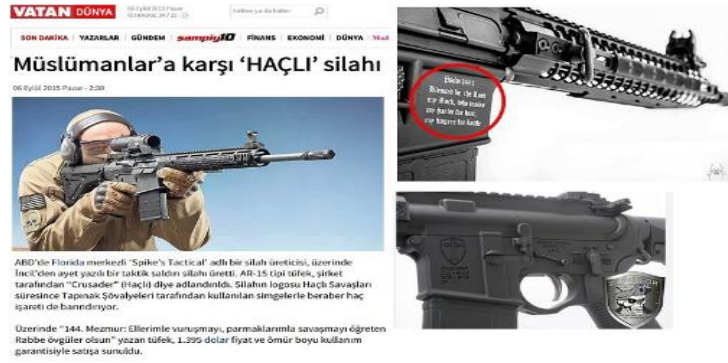 VATAN DÜNYA
06 Eylül 2015 Pazar
SON DAKİKA YAZARLAR GÜNDEM sampiy10 FİNANS EKONOMİ DÜNYA
Müslümanlar'a karşı 'HAÇLI' silahı
06 Eylül 2015 Pazar - 2:30
ABD'de Florida merkezli 'Spike's Tactical' adlı bir silah üreticisi, üzerinde
İncil'den ayet yazılı bir taktik saldırı silahı üretti. AR-15 tipi tüfek, şirket
tarafından "Crusader" (Haçlı) diye adlandırıldı. Silahın logosu Haçlı Savaşları
süresince Tapınak Şövalyeleri tarafından kullanılan simgelerle beraber haç
işareti de barındırıyor.
Üzerinde "144. Mezmur: Ellerimle vuruşmayı, parmaklarımla savaşmayı öğreten
Rabbe övgüler olsun" yazan tüfek, 1.395 dolar fiyat ve ömür boyu kullanım
garantisiyle satışa sunuldu.
Blessed be the Lord
my Rock, who trains
my hands for war,
my fingers for battle